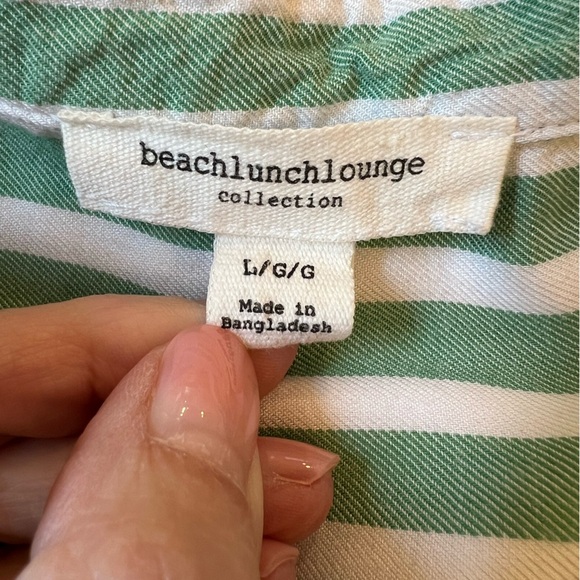 beachlunchlounge
collection
L/G/G
Made in
Bangladesh